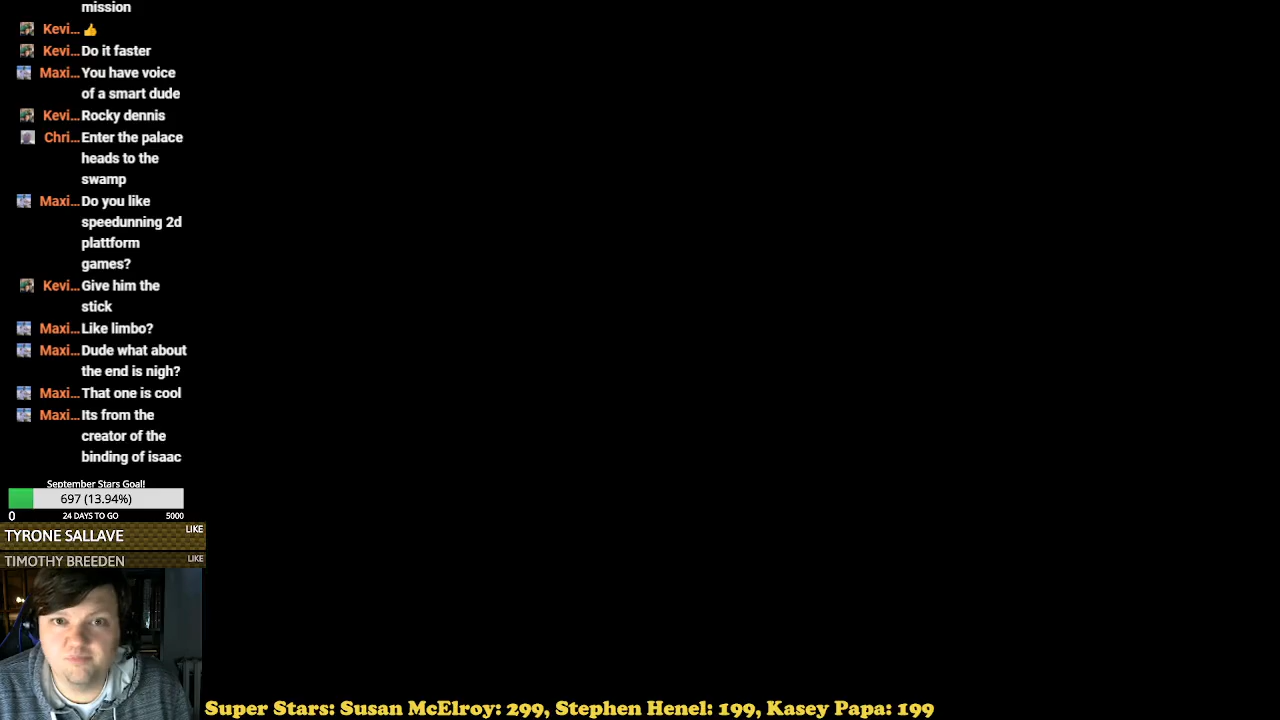 mission
Kevi... 👍
Kevi... Do it faster
Maxi... You have voice
of a smart dude
Kevi... Rocky dennis
Chri... Enter the palace
heads to the
swamp
Maxi... Do you like
speedunning 2d
plattform
games?
Kevi... Give him the
stick
Maxi... Like limbo?
Maxi... Dude what about
the end is nigh?
Maxi... That one is cool
Maxi... Its from the
creator of the
binding of isaac
September Stars Goal!
697 (13.94%)
0 24 DAYS TO GO 5000
TYRONE SALLAVE LIKE
TIMOTHY BREEDEN LIKE
Super Stars: Susan McElroy: 299, Stephen Henel: 199, Kasey Papa: 199